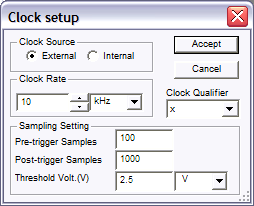 Clock setup
Clock Source
External Internal
Accept
Cancel
Clock Rate
10 kHz
Clock Qualifier
x
Sampling Setting
Pre-trigger Samples 100
Post-trigger Samples 1000
Threshold Volt.(V) 2.5 V